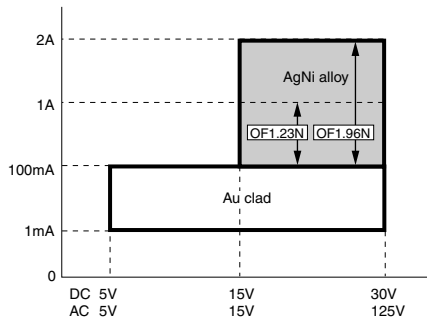 2A
AgNi alloy
1A
OF1.23N OF1.96N
100mA
Au clad
1mA
0
DC 5V 15V 30V
AC 5V 15V 125V